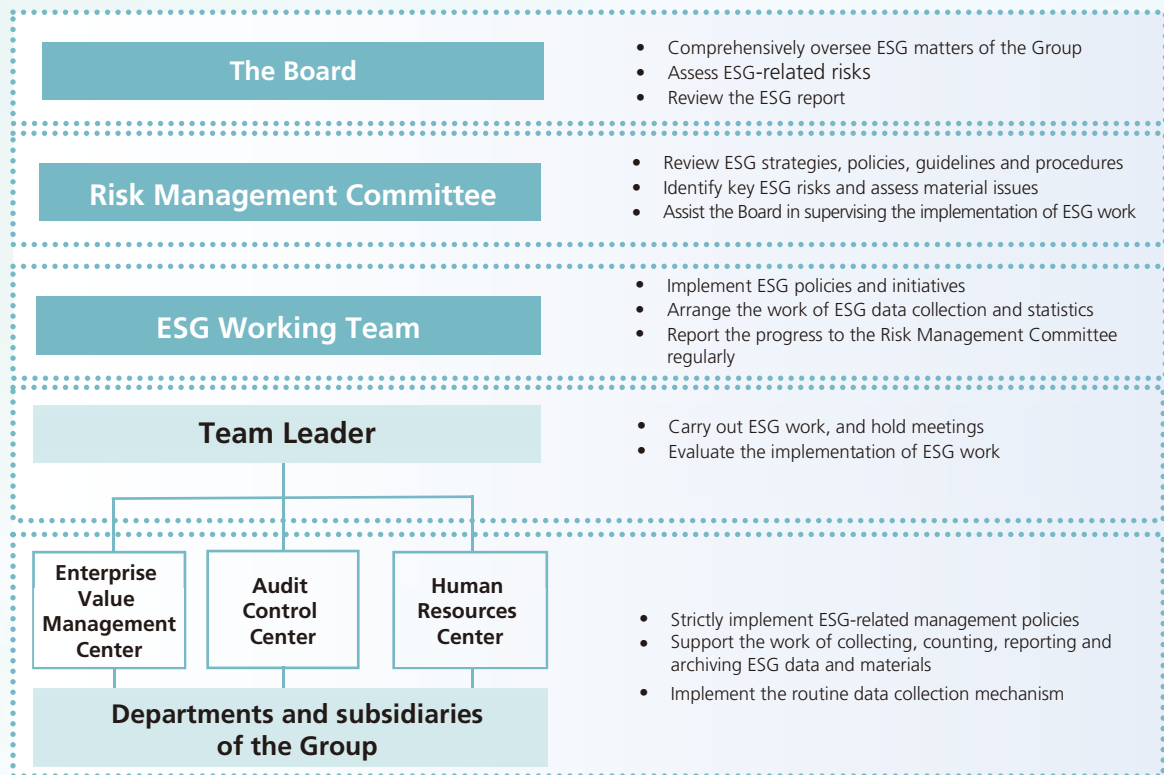 The Board
• Comprehensively oversee ESG matters of the Group
• Assess ESG-related risks
• Review the ESG report
Risk Management Committee
• Review ESG strategies, policies, guidelines and procedures
• Identify key ESG risks and assess material issues
• Assist the Board in supervising the implementation of ESG work
ESG Working Team
• Implement ESG policies and initiatives
• Arrange the work of ESG data collection and statistics
• Report the progress to the Risk Management Committee
regularly
Team Leader
• Carry out ESG work, and hold meetings
• Evaluate the implementation of ESG work
Enterprise
Value
Management
Center
Audit
Control
Center
Human
Resources
Center
Departments and subsidiaries
of the Group
• Strictly implement ESG-related management policies
• Support the work of collecting, counting, reporting and
archiving ESG data and materials
• Implement the routine data collection mechanism